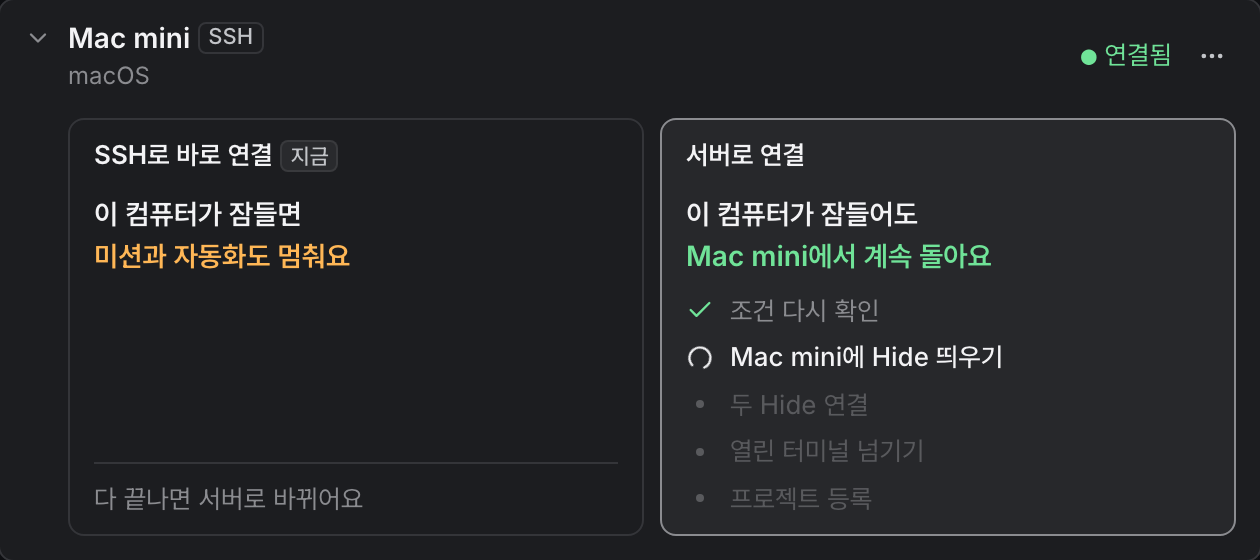 Mac mini SSH
macOS
연결됨
SSH로 바로 연결 지금
이 컴퓨터가 잠들면
미션과 자동화도 멈춰요
다 끝나면 서버로 바뀌어요
서버로 연결
이 컴퓨터가 잠들어도
Mac mini에서 계속 돌아요
조건 다시 확인
Mac mini에 Hide 띄우기
두 Hide 연결
열린 터미널 넘기기
프로젝트 등록